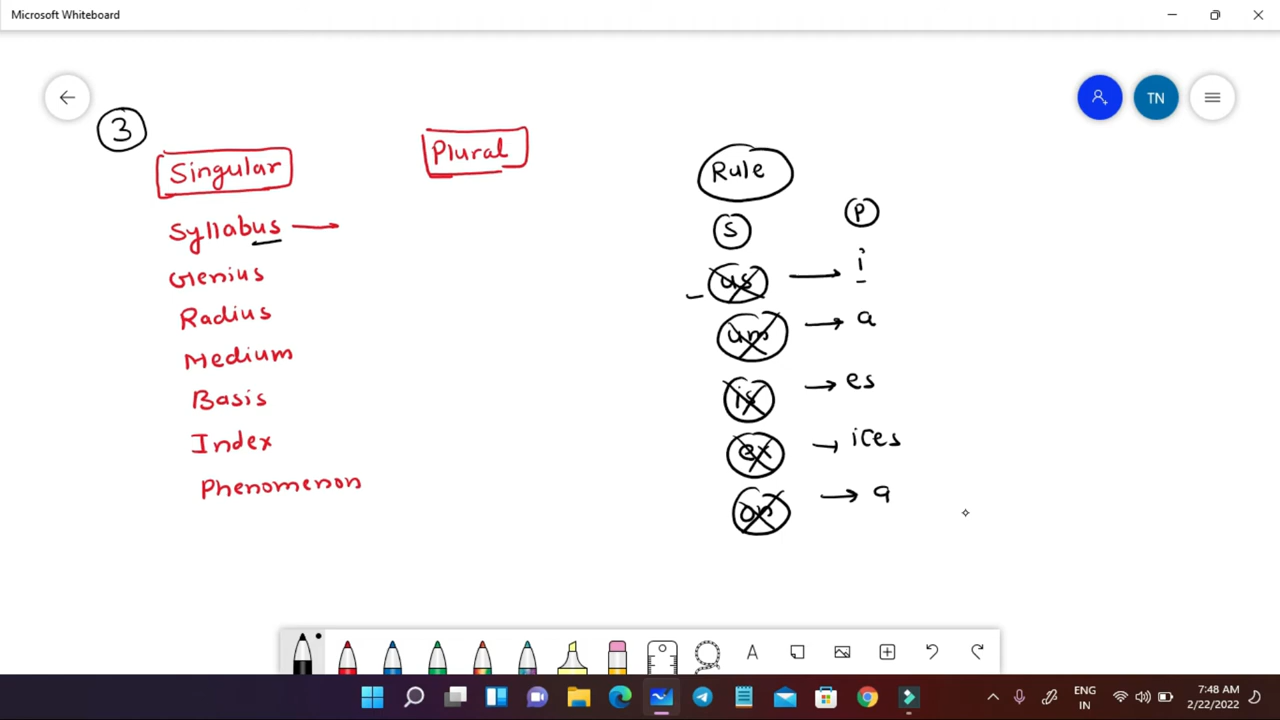 Microsoft Whiteboard
TN
3
Singular
Plural
Syllabus →
Genius
Radius
Medium
Basis
Index
Phenomenon
Rule
S P
- us → i
um → a
is → es
ex → ices
on → a
A
ENG
IN
7:48 AM
2/22/2022